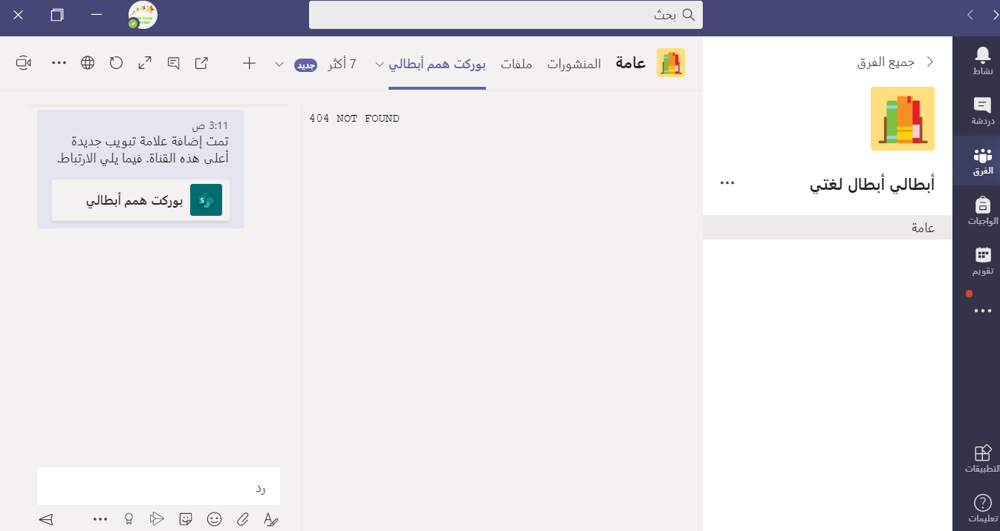 بحث
نشاط
دردشة
الفرق
الواجبات
تقويم
التطبيقات
تعليمات
جميع الفرق
أبطالي أبطال لغتي
عامة
عامة
المنشورات
ملفات
بوركت همم أبطالي
7 أكثر
جديد
404 NOT FOUND
3:11 ص
تمت إضافة علامة تبويب جديدة
أعلى هذه القناة. فيما يلي الارتباط.
بوركت همم أبطالي
رد